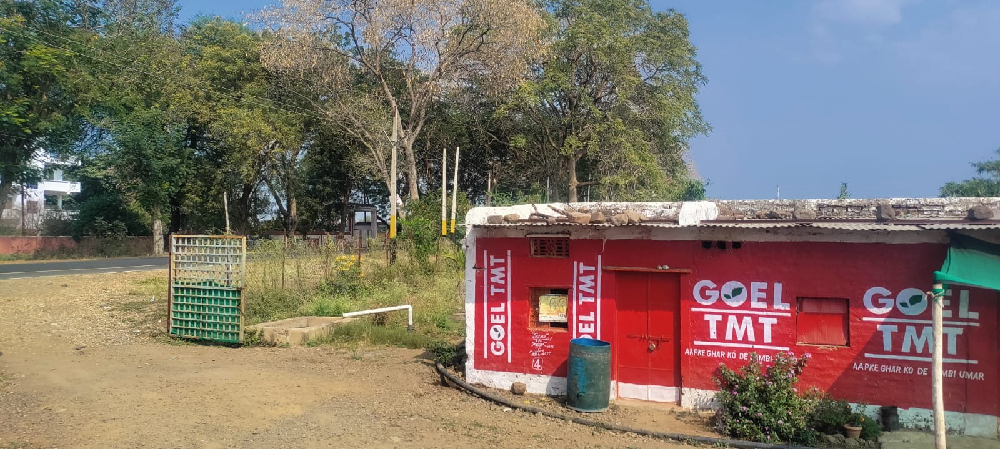 GOEL TMT
GOEL TMT
4
GOEL
TMT
AAPKE GHAR KO DE LAMBI
GOEL
TMT
AAPKE GHAR KO DE LAMBI UMAR